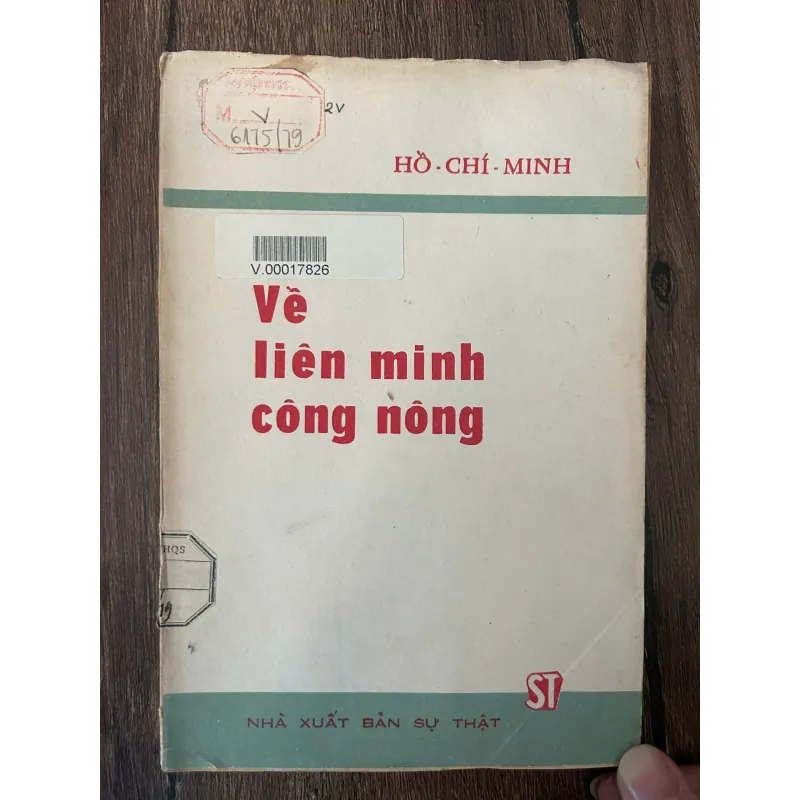 M V
6175/79
2V
HỒ - CHÍ - MINH
V.00017826
Về
liên minh
công nông
HQS
79
ST
NHÀ XUẤT BẢN SỰ THẬT